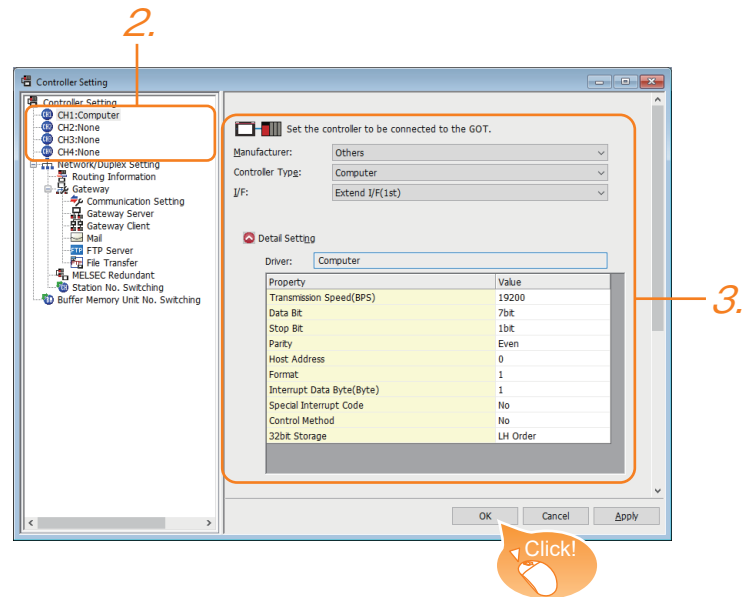 2.
Controller Setting
Controller Setting
CH1:Computer
CH2:None
CH3:None
CH4:None
Network/Duplex Setting
Routing Information
Gateway
Communication Setting
Gateway Server
Gateway Client
Mail
FTP Server
File Transfer
MELSEC Redundant
Station No. Switching
Buffer Memory Unit No. Switching
Set the controller to be connected to the GOT.
Manufacturer: Others
Controller Type: Computer
I/F: Extend I/F(1st)
Detail Setting
Driver: Computer
Property Value
Transmission Speed(BPS) 19200
Data Bit 7bit
Stop Bit 1bit
Parity Even
Host Address 0
Format 1
Interrupt Data Byte(Byte) 1
Special Interrupt Code No
Control Method No
32bit Storage LH Order
3.
OK Cancel Apply
Click!